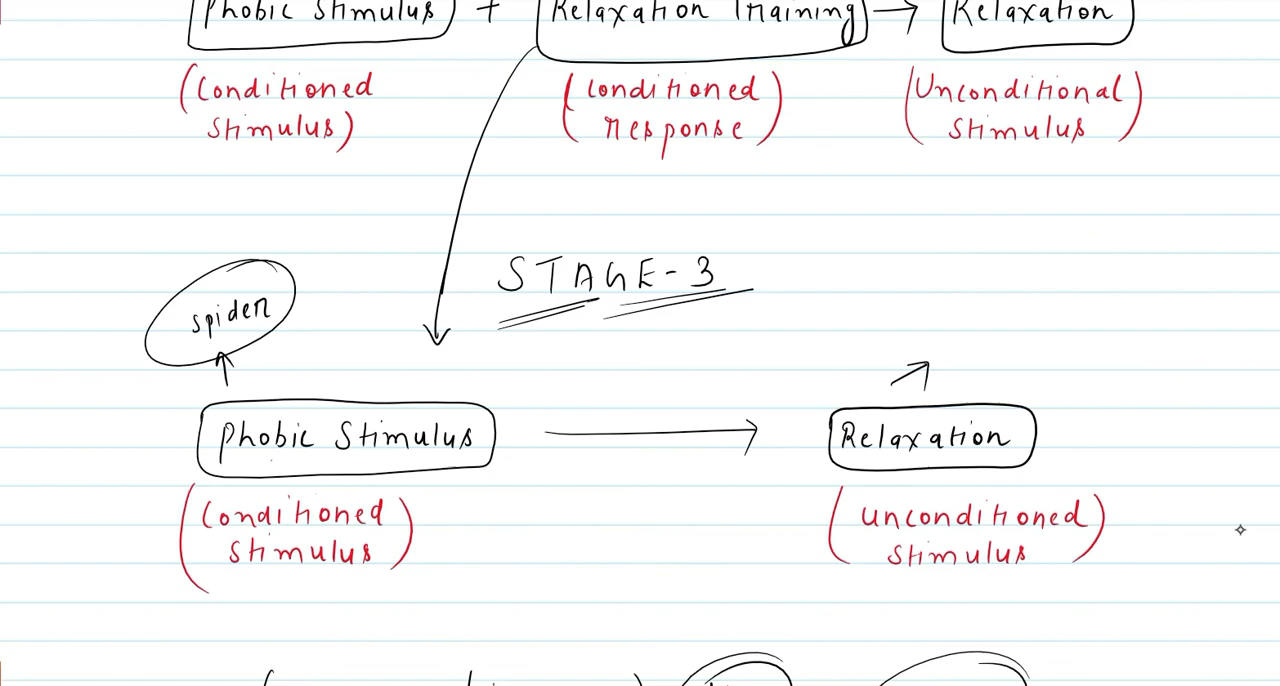 Phobic Stimulus + Relaxation Training → Relaxation
(Conditioned (Conditioned (Unconditional
stimulus) response) stimulus)
STAGE-3
spider
Phobic Stimulus → Relaxation
(Conditioned (unconditioned
stimulus) stimulus)